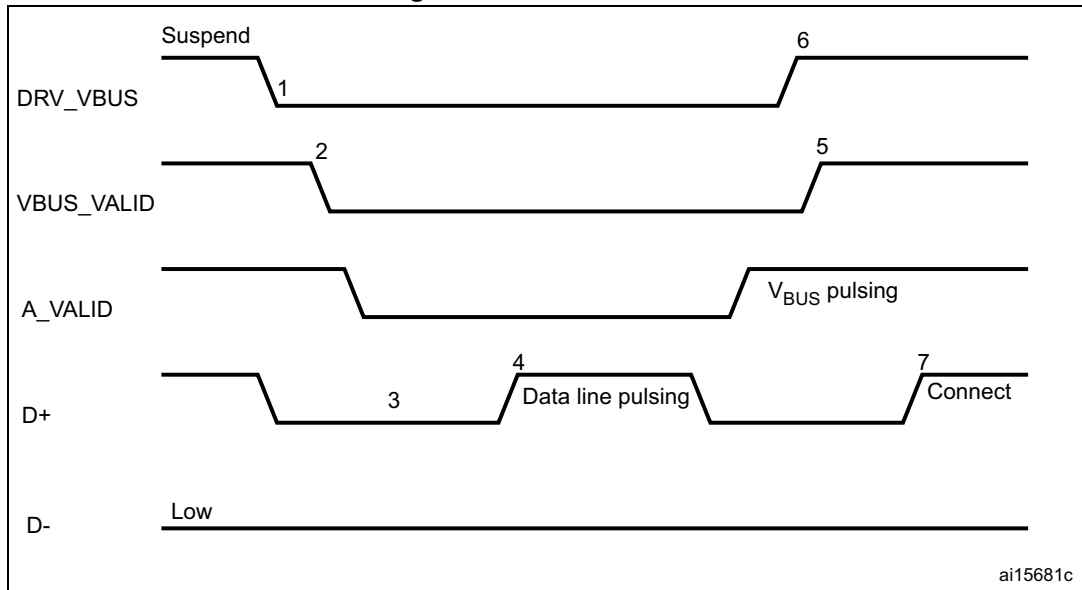 Suspend
6
DRV_VBUS
1
2
5
VBUS_VALID
A_VALID
VBUS pulsing
4
7
D+
3
Data line pulsing
Connect
D-
Low
ai15681c